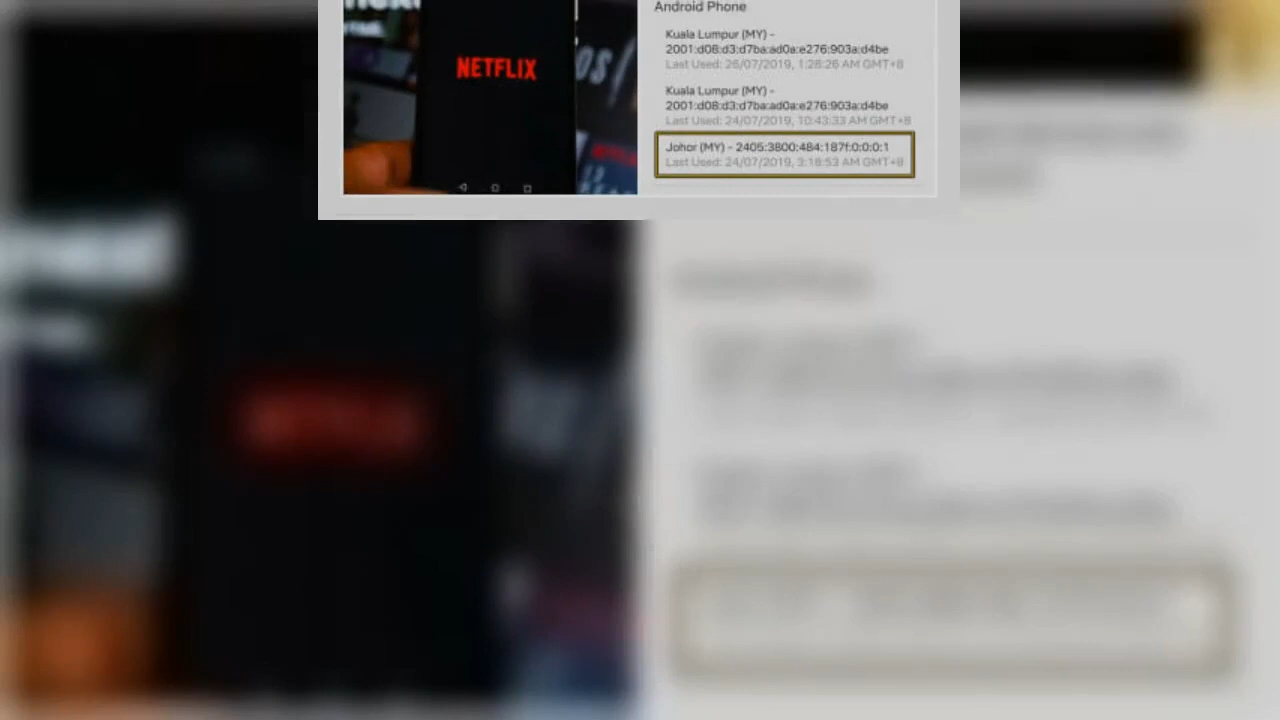 NETFLIX
Android Phone
Kuala Lumpur (MY) -
2001:d08:d3:d7ba:ad0a:e276:903a:d4be
Last Used: 26/07/2019, 1:28:26 AM GMT+8
Kuala Lumpur (MY) -
2001:d08:d3:d7ba:ad0a:e276:903a:d4be
Last Used: 24/07/2019, 10:43:33 AM GMT+8
Johor (MY) - 2405:3800:484:187f:0:0:0:1
Last Used: 24/07/2019, 3:18:53 AM GMT+8